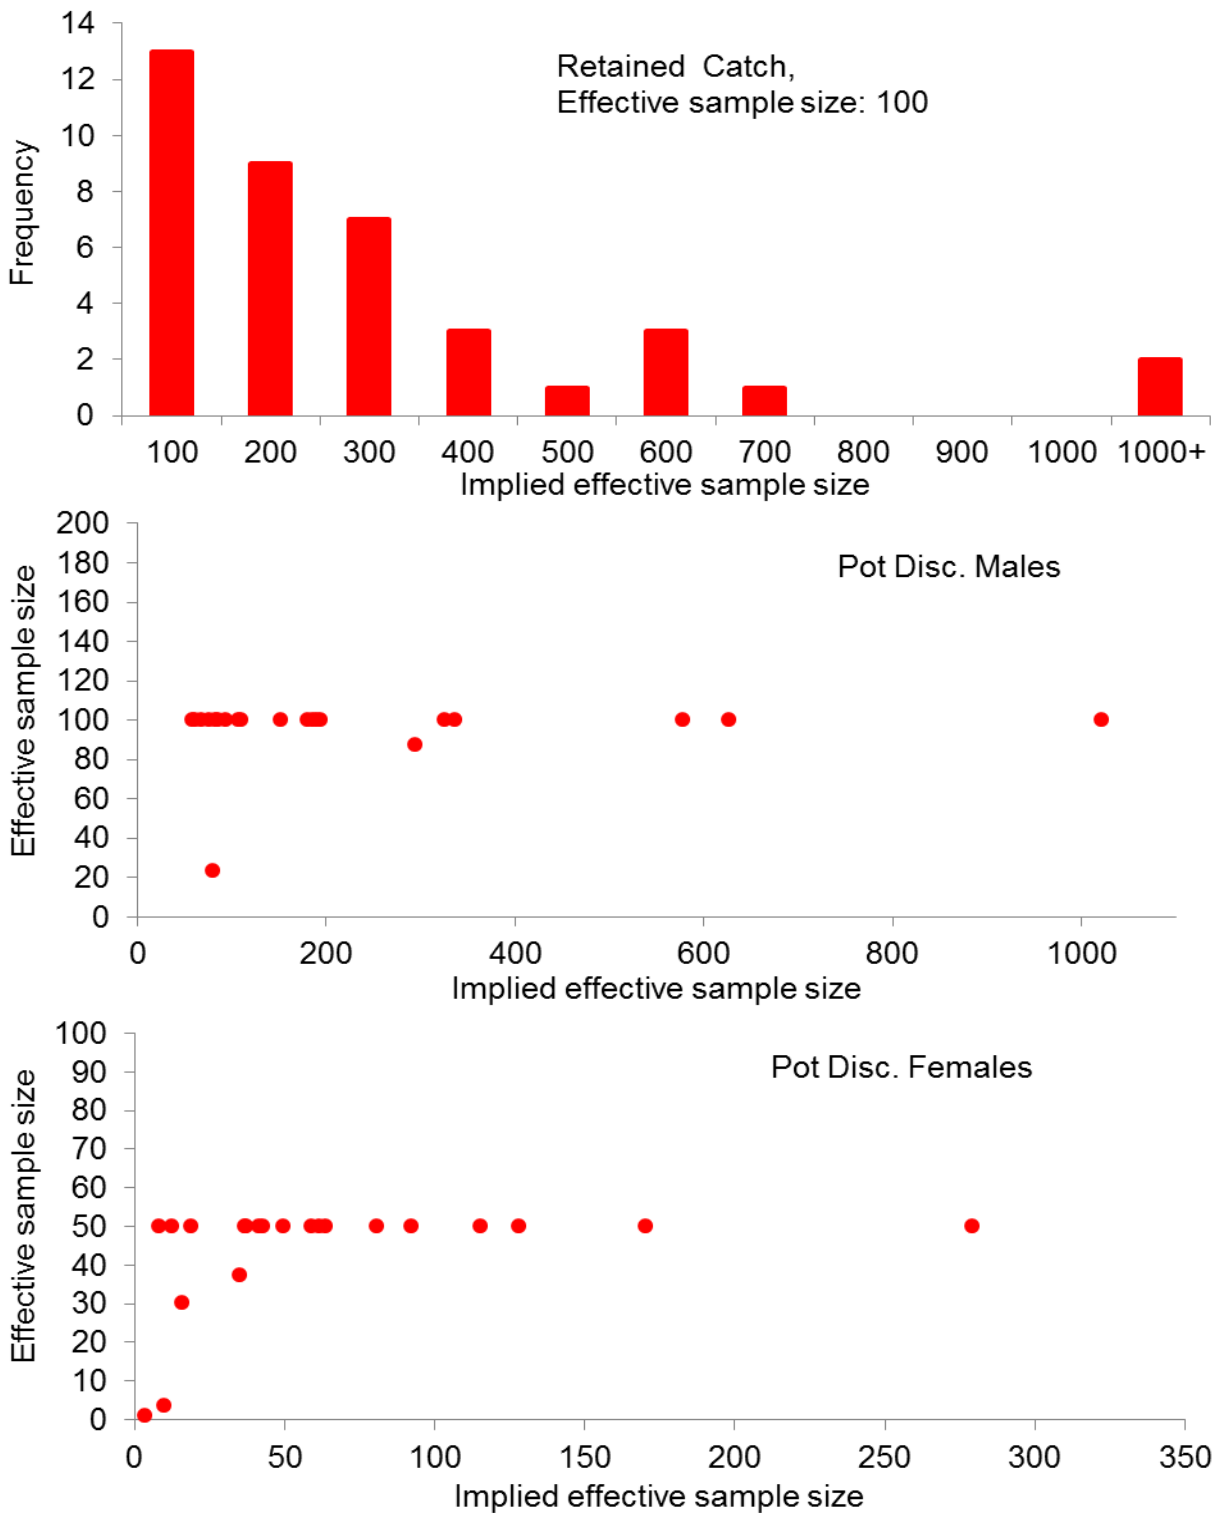 14
12
10
8
6
4
2
0
Frequency
Retained Catch,
Effective sample size: 100
100 200 300 400 500 600 700 800 900 1000 1000+
Implied effective sample size
200
180
160
140
120
100
80
60
40
20
0
Effective sample size
Pot Disc. Males
0 200 400 600 800 1000
Implied effective sample size
100
90
80
70
60
50
40
30
20
10
0
Effective sample size
Pot Disc. Females
0 50 100 150 200 250 300 350
Implied effective sample size